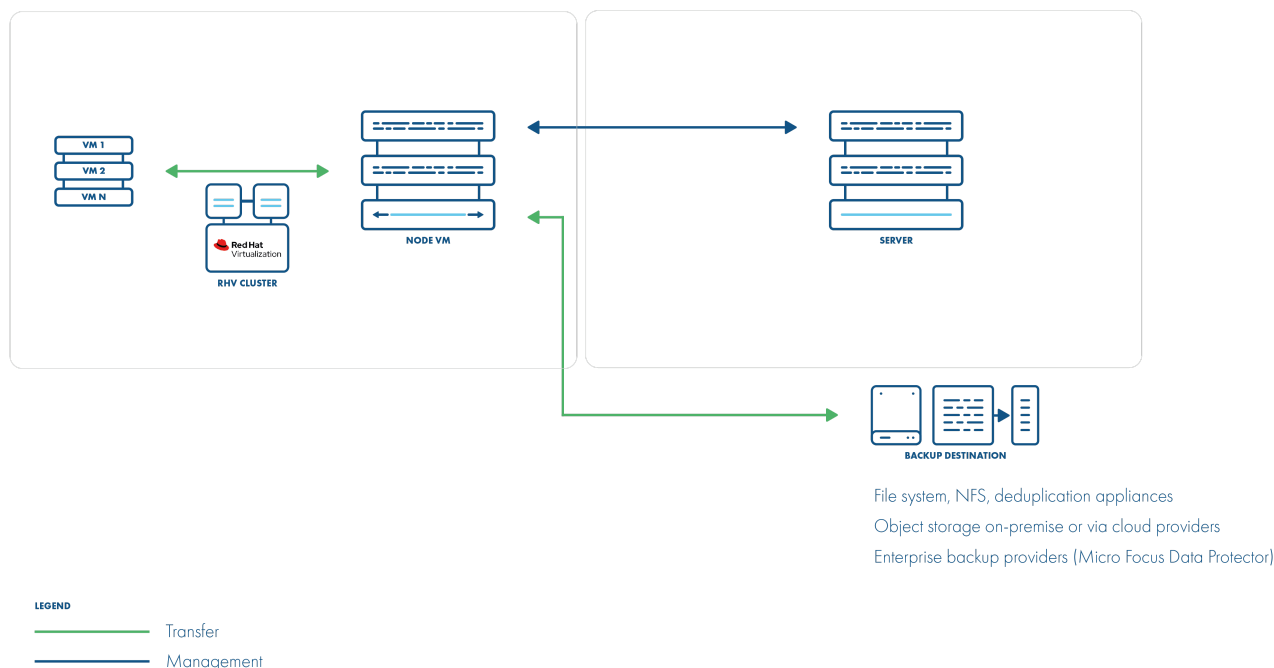 VM 1
VM 2
VM N
Red Hat
Virtualization
RHV CLUSTER
NODE VM
SERVER
BACKUP DESTINATION
File system, NFS, deduplication appliances
Object storage on-premise or via cloud providers
Enterprise backup providers (Micro Focus Data Protector)
LEGEND
Transfer
Management